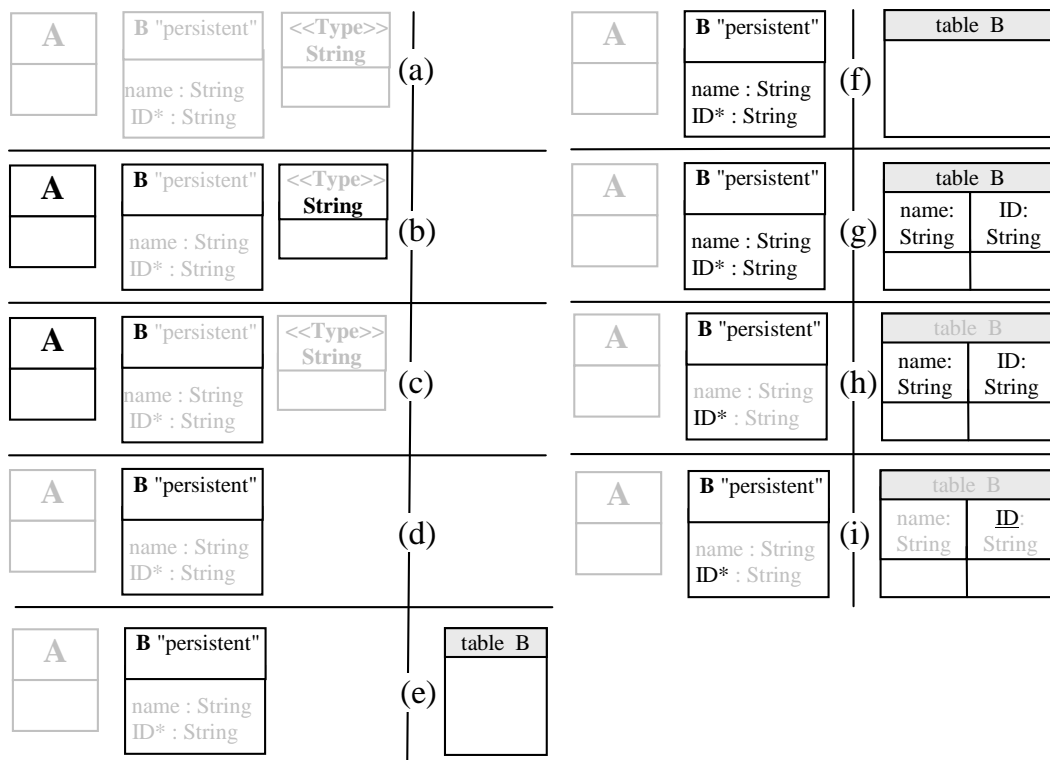 A
B "persistent"
name : String
ID* : String
<<Type>>
String
(a)
A
B "persistent"
name : String
ID* : String
<<Type>>
String
(b)
A
B "persistent"
name : String
ID* : String
<<Type>>
String
(c)
A
B "persistent"
name : String
ID* : String
(d)
A
B "persistent"
name : String
ID* : String
(e)
table B
A
B "persistent"
name : String
ID* : String
(f)
table B
A
B "persistent"
name : String
ID* : String
(g)
table B
name:
String
ID:
String
A
B "persistent"
name : String
ID* : String
(h)
table B
name:
String
ID:
String
A
B "persistent"
name : String
ID* : String
(i)
table B
name:
String
ID:
String